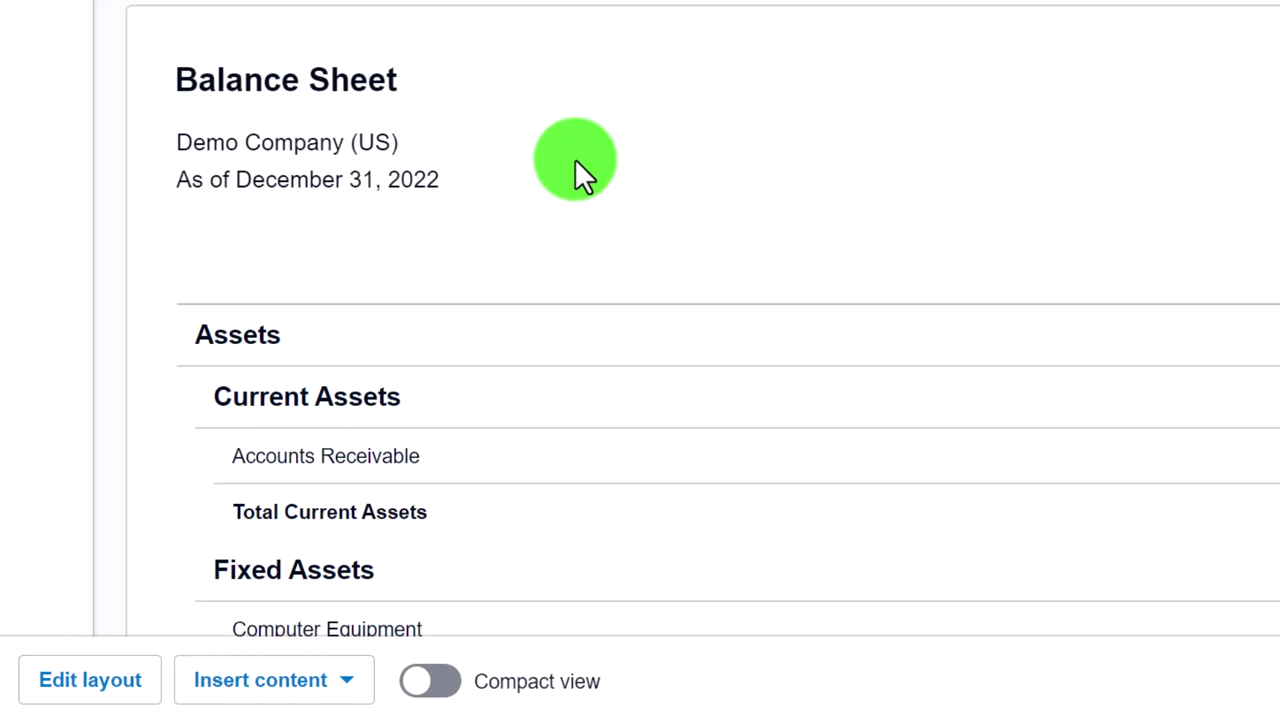 Balance Sheet
Demo Company (US)
As of December 31, 2022
Assets
Current Assets
Accounts Receivable
Total Current Assets
Fixed Assets
Computer Equipment
Edit layout
Insert content
Compact view